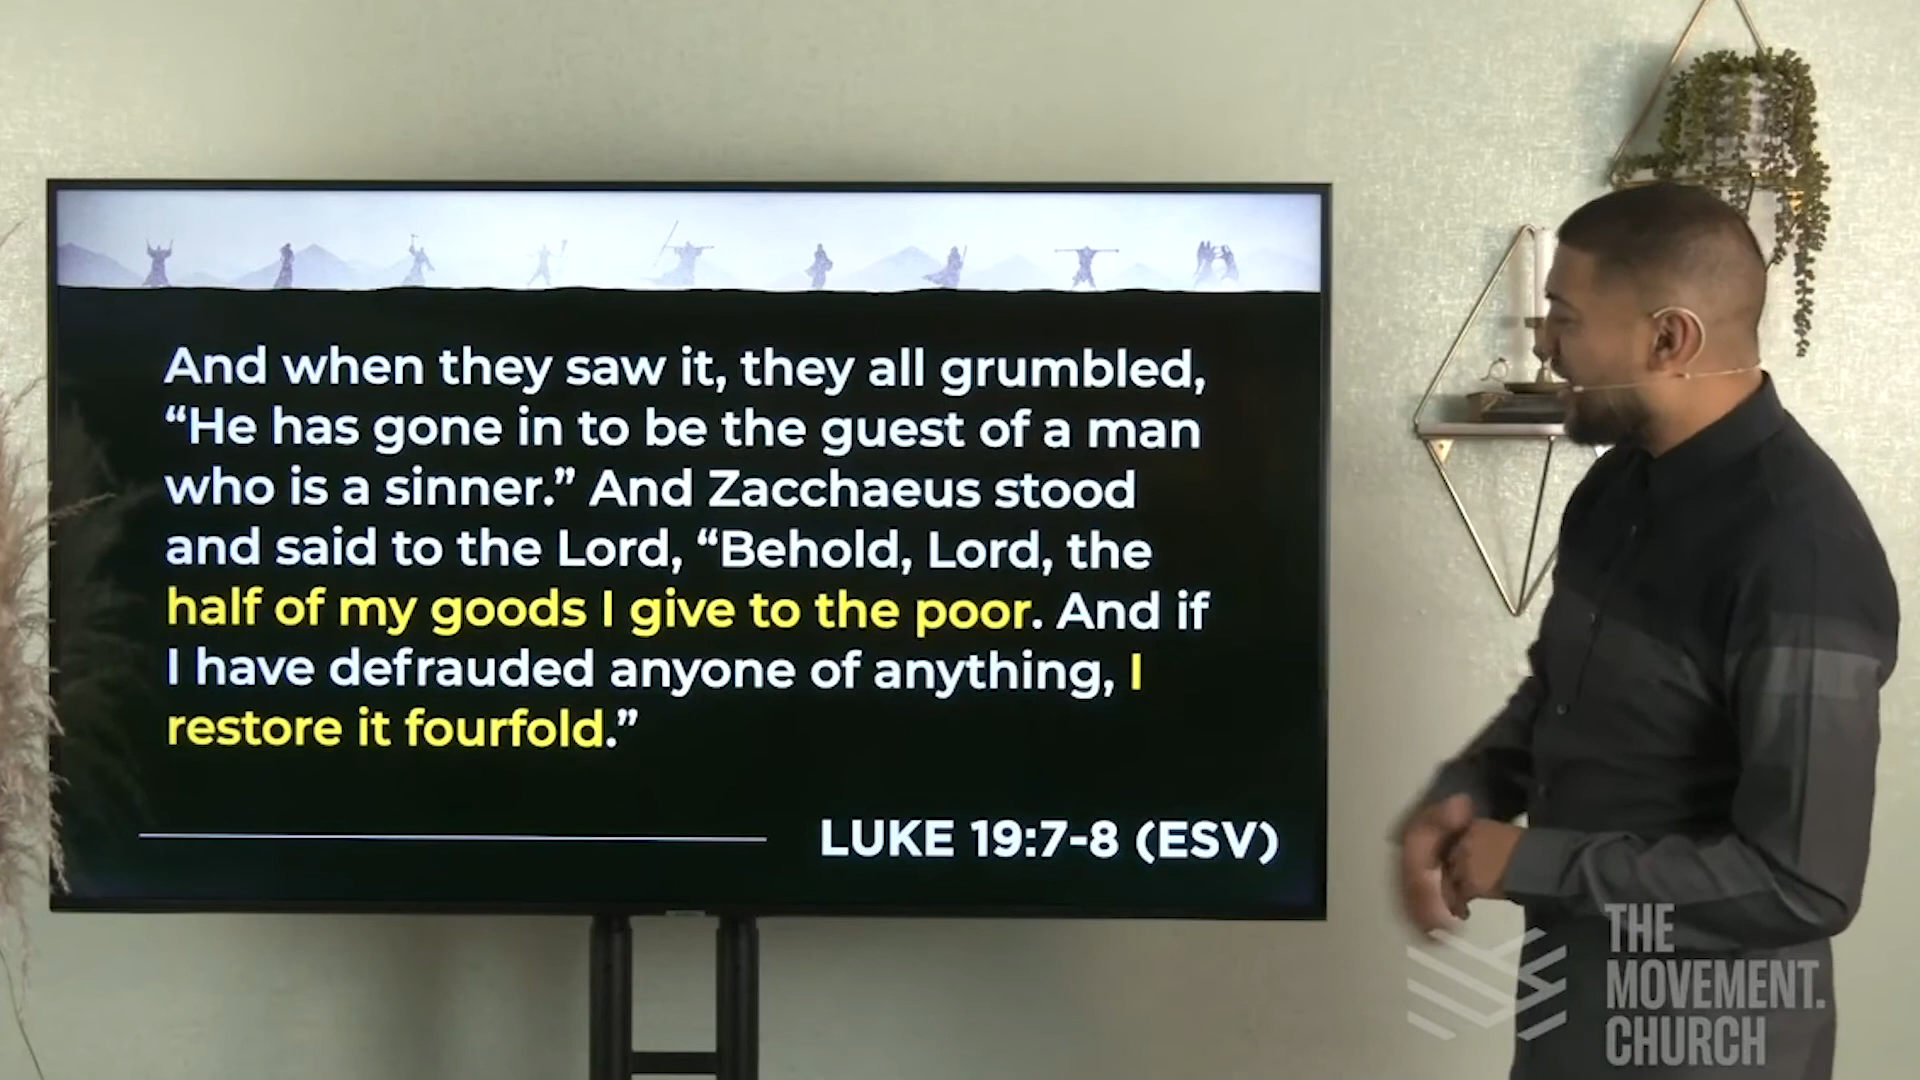 And when they saw it, they all grumbled,
“He has gone in to be the guest of a man
who is a sinner.” And Zacchaeus stood
and said to the Lord, “Behold, Lord, the
half of my goods I give to the poor. And if
I have defrauded anyone of anything, I
restore it fourfold.”
LUKE 19:7-8 (ESV)
THE
MOVEMENT.
CHURCH